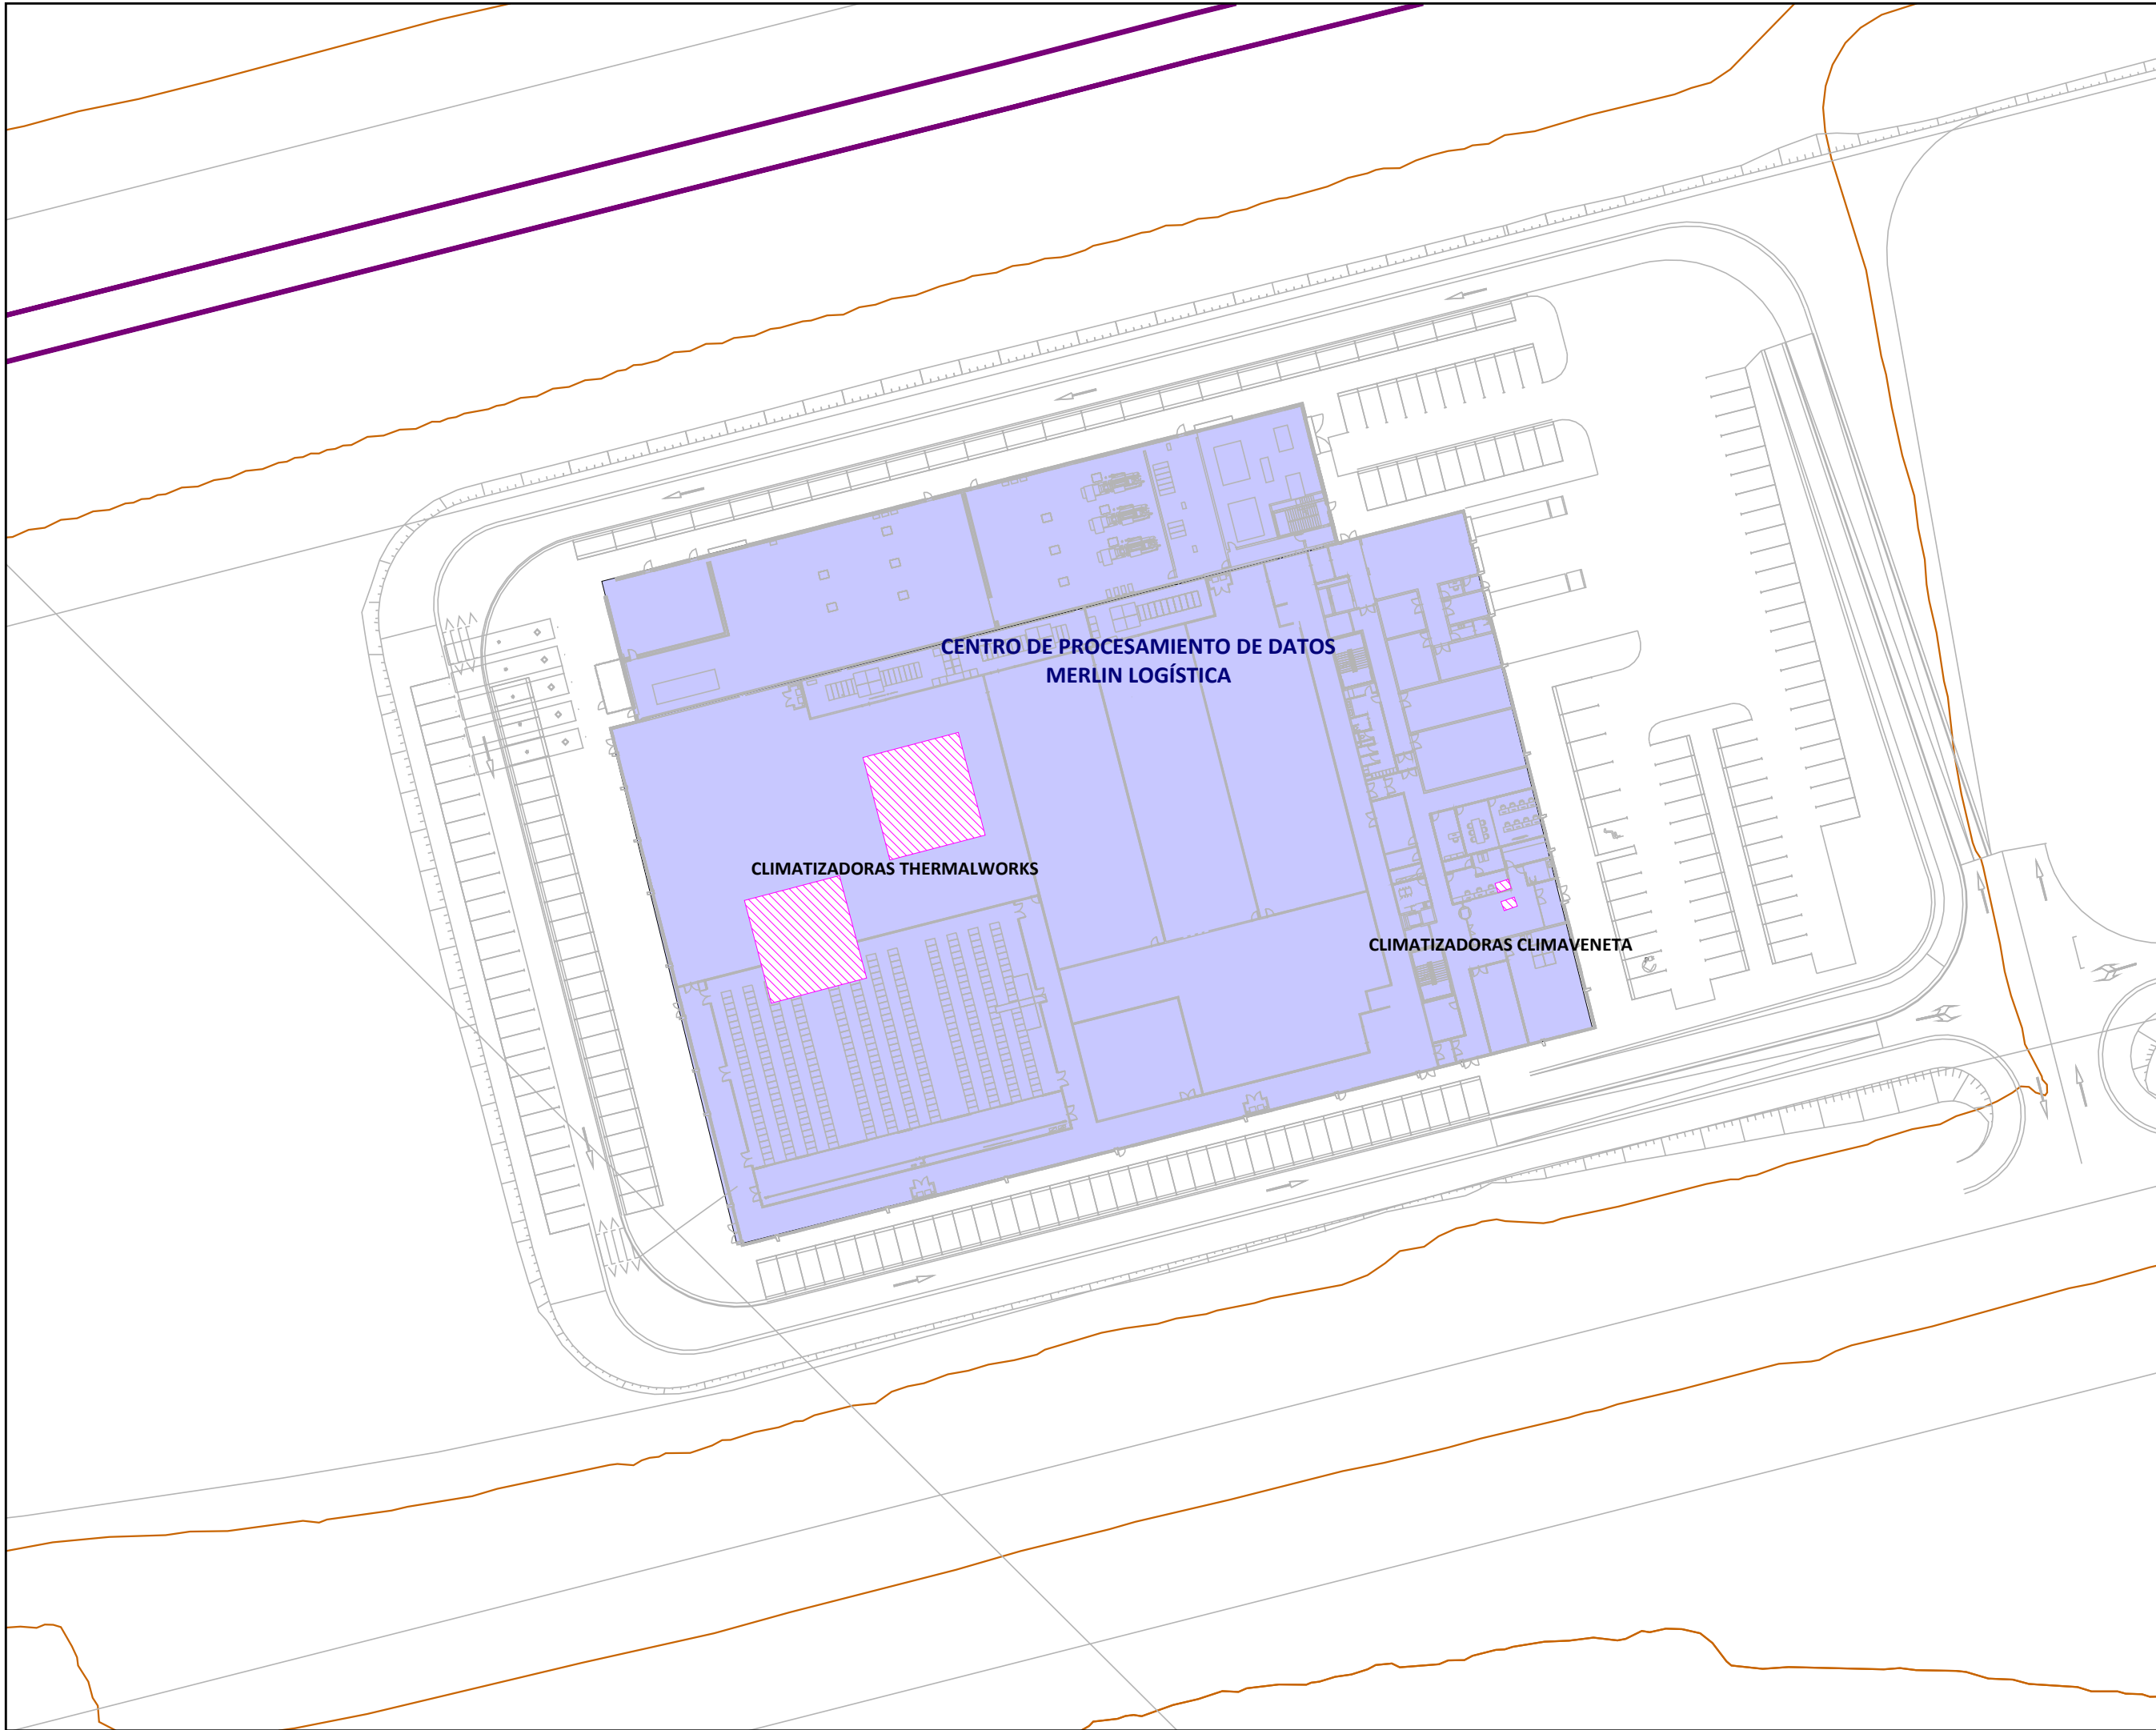 CENTRO DE PROCESAMIENTO DE DATOS
MERLIN LOGÍSTICA
CLIMATIZADORAS THERMALWORKS
CLIMATIZADORAS CLIMAVENETA